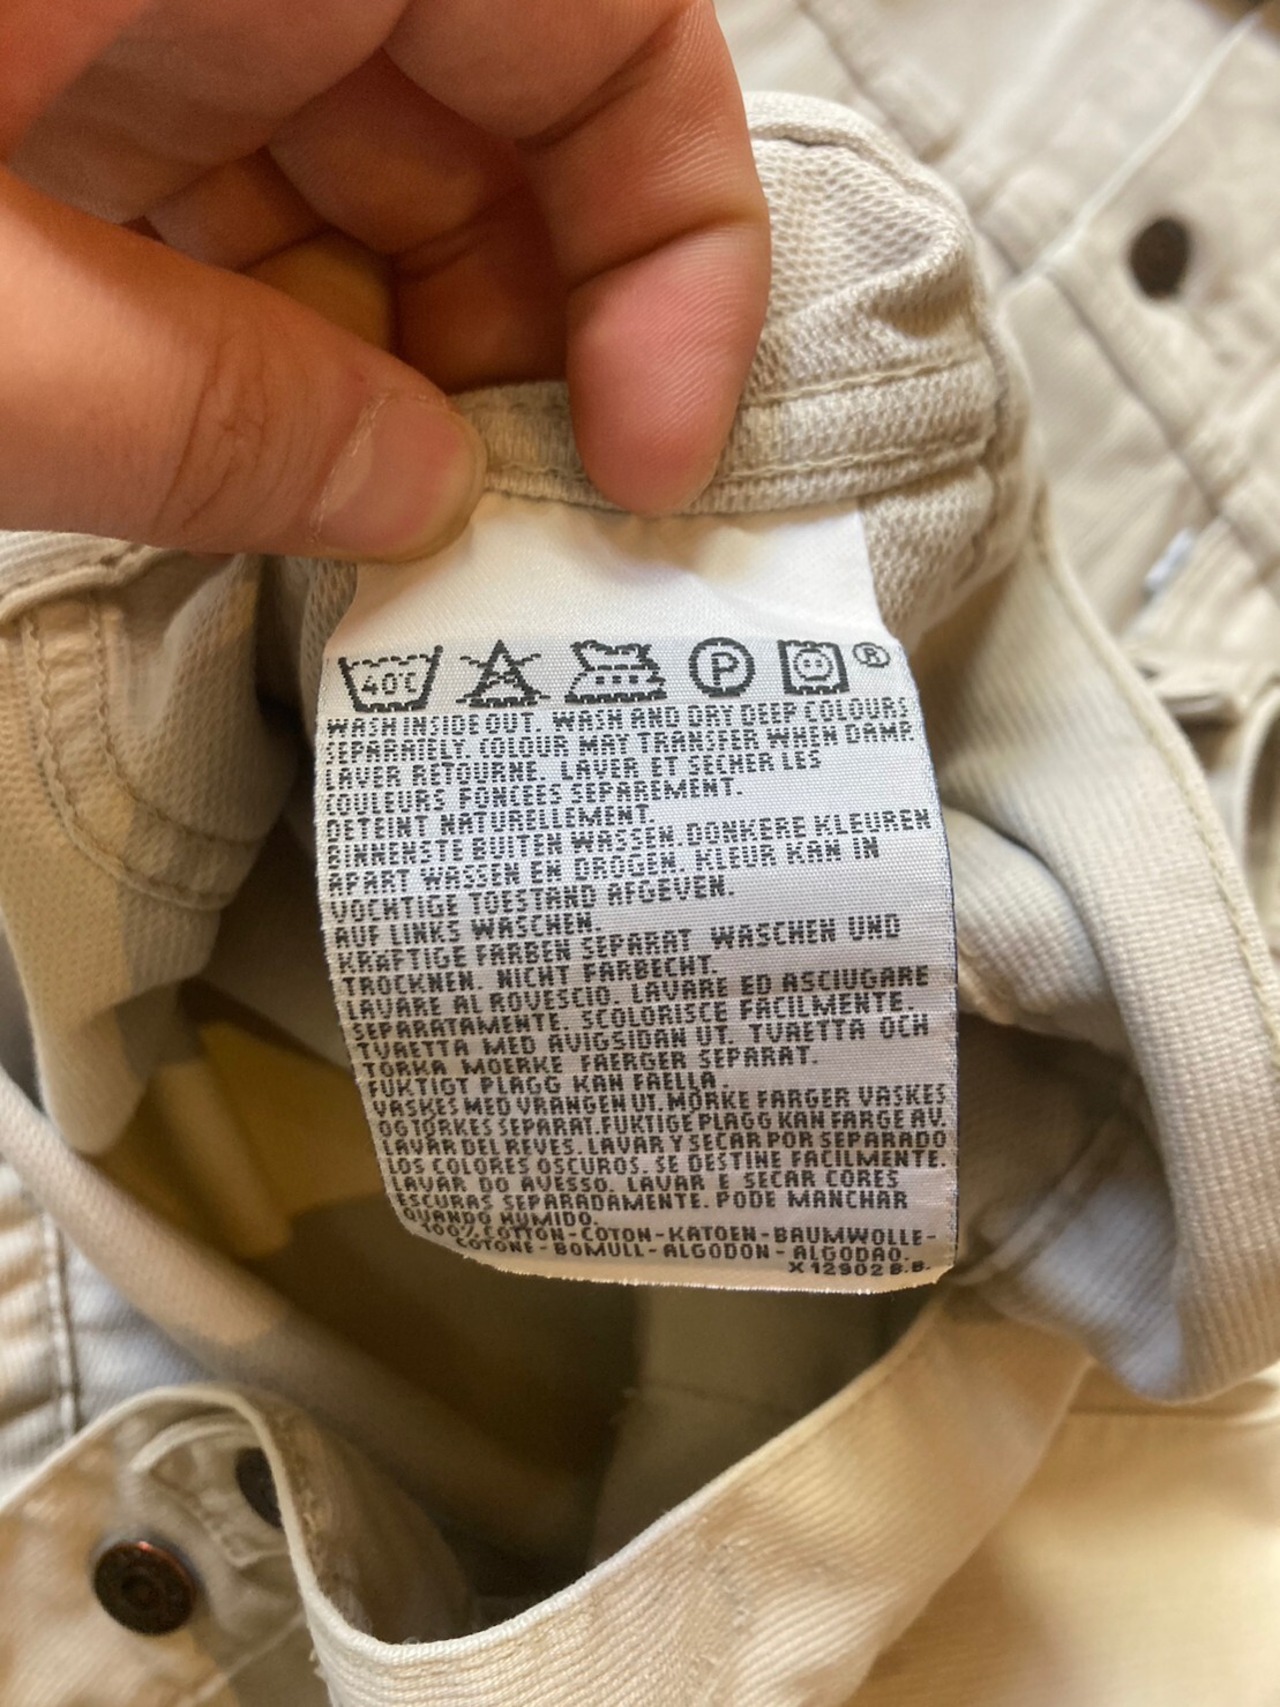 40°C P ®
WASH INSIDE OUT. WASH AND DRY DEEP COLOURS
SEPARATELY. COLOUR MAY TRANSFER WHEN DAMP
LAVER RETOURNE. LAVER ET SECHER LES
COULEURS FONCEES SEPAREMENT.
DETEINT NATURELLEMENT.
BINNENSTE BUITEN WASSEN. DONKERE KLEUREN
APART WASSEN EN DROGEN. KLEUR KAN IN
VOCHTIGE TOESTAND AFGEVEN.
AUF LINKS WASCHEN.
KRAFTIGE FARBEN SEPARAT WASCHEN UND
TROCKNEN. NICHT FARBECHT.
LAVARE AL ROVESCIO. LAVARE ED ASCIUGARE
SEPARATAMENTE. SCOLORISCE FACILMENTE.
TVAETTA MED AVIGSIDAN UT. TVAETTA OCH
TORKA MOERKE FAERGER SEPARAT.
FUKTIGT PLAGG KAN FAELLA.
VASKES MED VRANGEN UT. MØRKE FARGER VASKES
OG TØRKES SEPARAT. FUKTIGE PLAGG KAN FARGE AV.
LAVAR DEL REVES. LAVAR Y SECAR POR SEPARADO
LOS COLORES OSCUROS. SE DESTINE FACILMENTE.
LAVAR DO AVESSO. LAVAR E SECAR CORES
ESCURAS SEPARADAMENTE. PODE MANCHAR
QUANDO HUMIDO.
100% COTTON-COTON-KATOEN-BAUMWOLLE-
COTONE-BOMULL-ALGODON-ALGODAO.
X 12902 B.B.